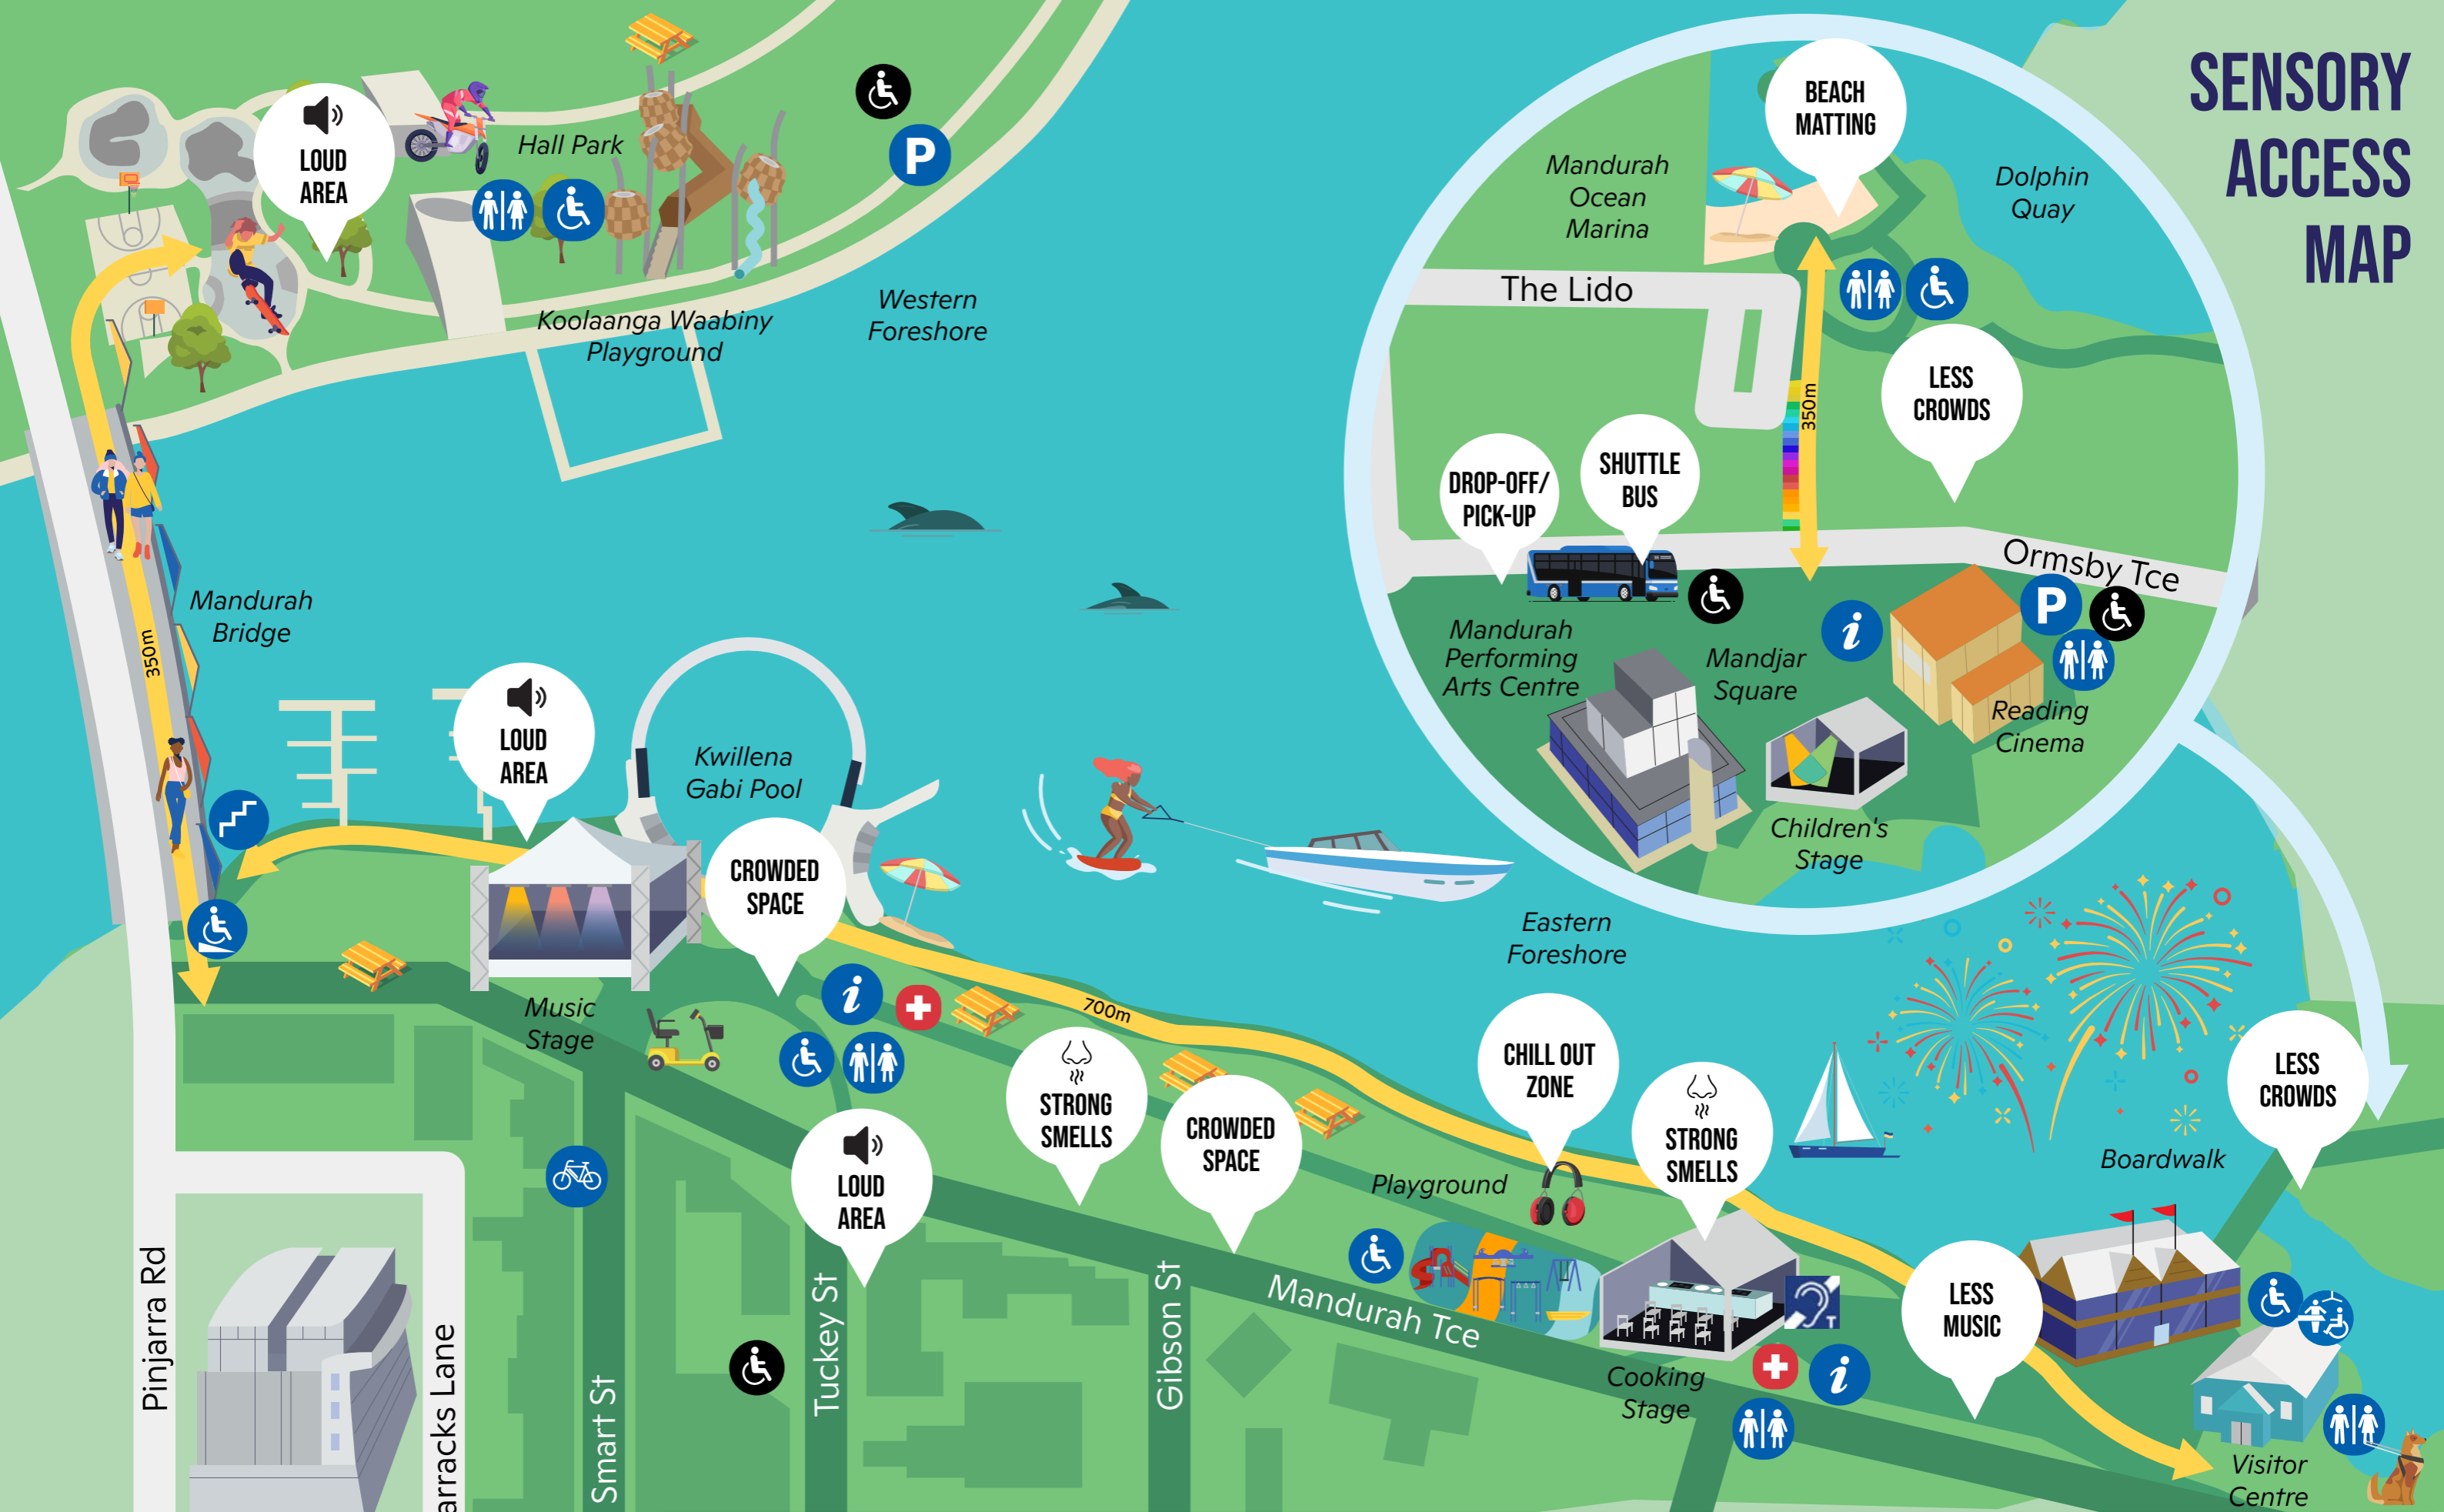 SENSORY
ACCESS
MAP
LOUD
AREA
Hall Park
P
Koolaanga Waabiny
Playground
Western
Foreshore
BEACH
MATTING
Mandurah
Ocean
Marina
Dolphin
Quay
The Lido
350m
LESS
CROWDS
DROP-OFF/
PICK-UP
SHUTTLE
BUS
Ormsby Tce
Mandurah
Performing
Arts Centre
Mandjar
Square
i
P
Reading
Cinema
Children's
Stage
Mandurah
Bridge
350m
LOUD
AREA
Kwillena
Gabi Pool
CROWDED
SPACE
Eastern
Foreshore
Music
Stage
i
700m
STRONG
SMELLS
CROWDED
SPACE
CHILL OUT
ZONE
STRONG
SMELLS
LESS
CROWDS
Boardwalk
LOUD
AREA
Playground
Mandurah Tce
T
LESS
MUSIC
Cooking
Stage
i
Visitor
Centre
Pinjarra Rd
arracks Lane
Smart St
Tuckey St
Gibson St